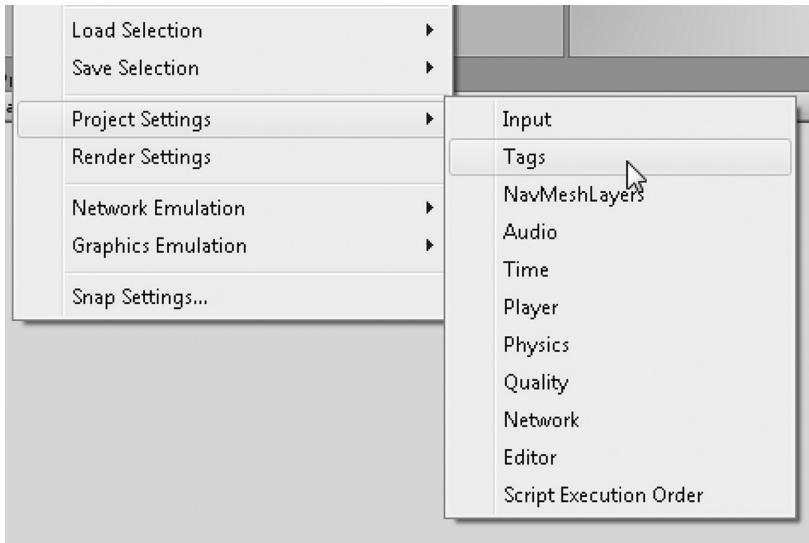 Load Selection
Save Selection
Project Settings
Render Settings
Network Emulation
Graphics Emulation
Snap Settings...
Input
Tags
NavMeshLayers
Audio
Time
Player
Physics
Quality
Network
Editor
Script Execution Order